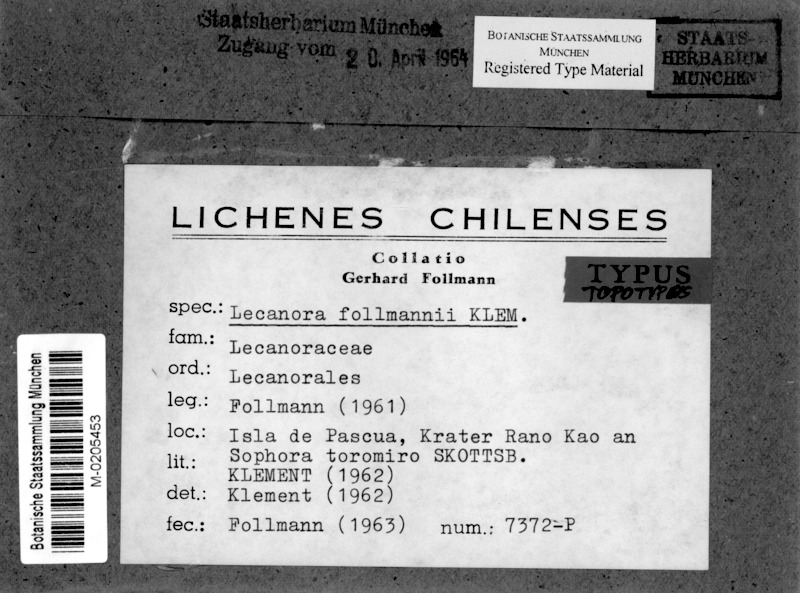 Staatsherbarium München
Zugang vom 20. April 1964
BOTANISCHE STAATSSAMMLUNG
MÜNCHEN
Registered Type Material
STAATS-
HERBARIUM
MÜNCHEN
LICHENES CHILENSES
Collatio
Gerhard Follmann
TYPUS
TOPOTYPUS
spec.: Lecanora follmannii KLEM.
fam.: Lecanoraceae
ord.: Lecanorales
leg.: Follmann (1961)
loc.: Isla de Pascua, Krater Rano Kao an
Sophora toromiro SKOTTSB.
lit.: KLEMENT (1962)
det.: Klement (1962)
fec.: Follmann (1963) num.: 7372-P
Botanische Staatssammlung München
M-0205453